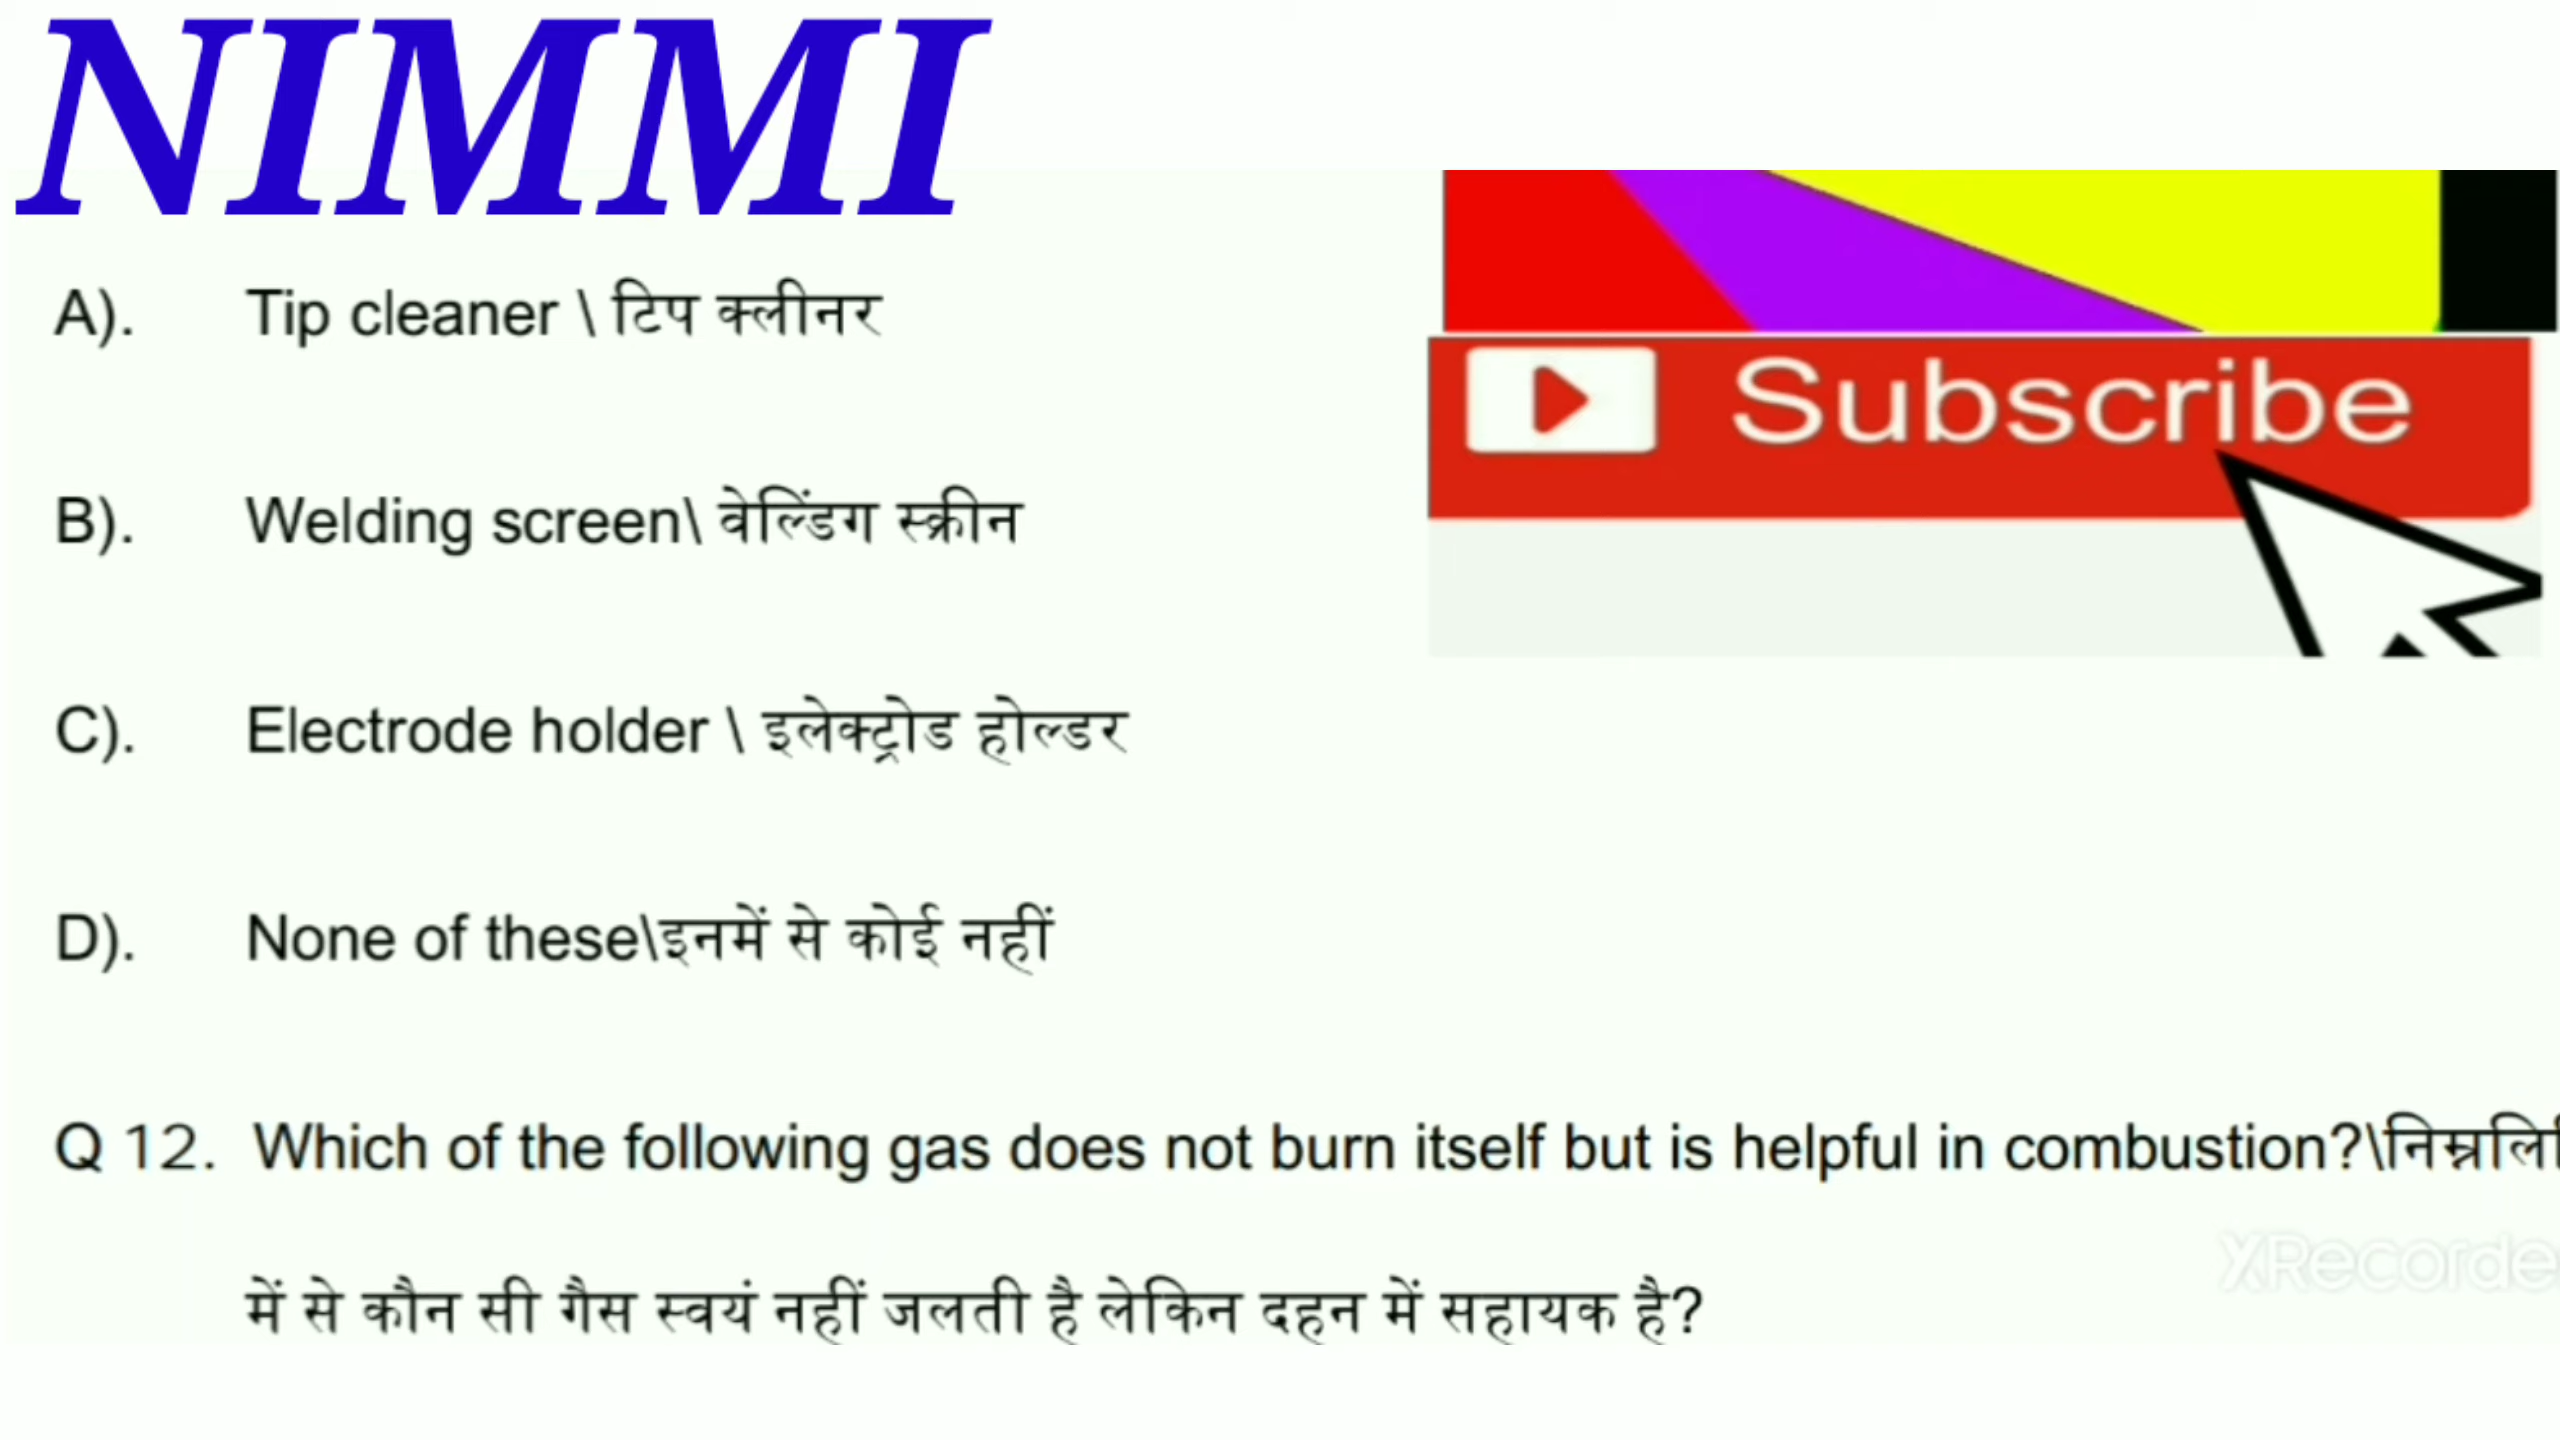 NIMMI
A). Tip cleaner \ टिप क्लीनर
Subscribe
B). Welding screen\ वेल्डिंग स्क्रीन
C). Electrode holder \ इलेक्ट्रोड होल्डर
D). None of these\इनमें से कोई नहीं
Q 12. Which of the following gas does not burn itself but is helpful in combustion?\
XRecorde
में से कौन सी गैस स्वयं नहीं जलती है लेकिन दहन में सहायक है?